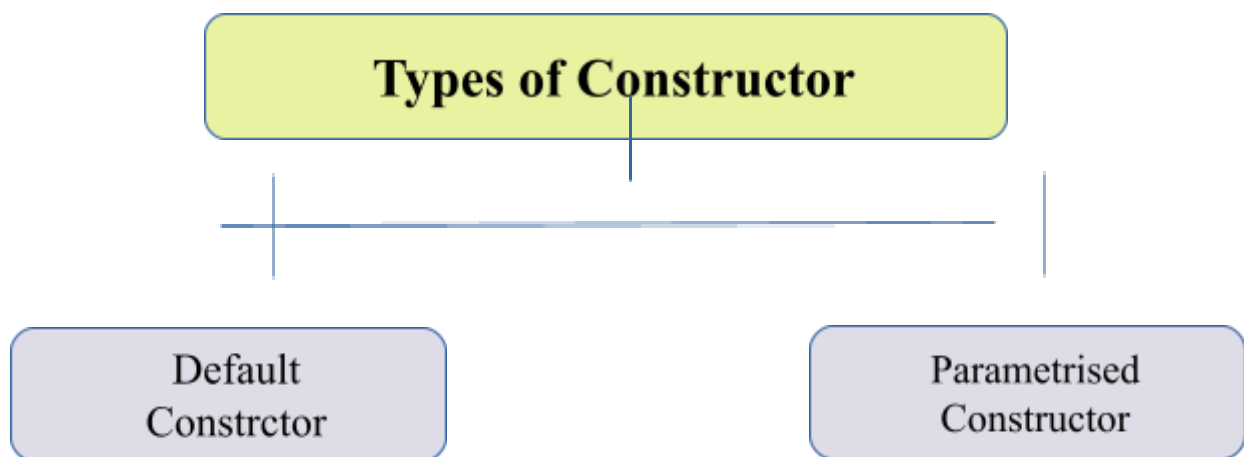 Types of Constructor
Default
Constrctor
Parametrised
Constructor